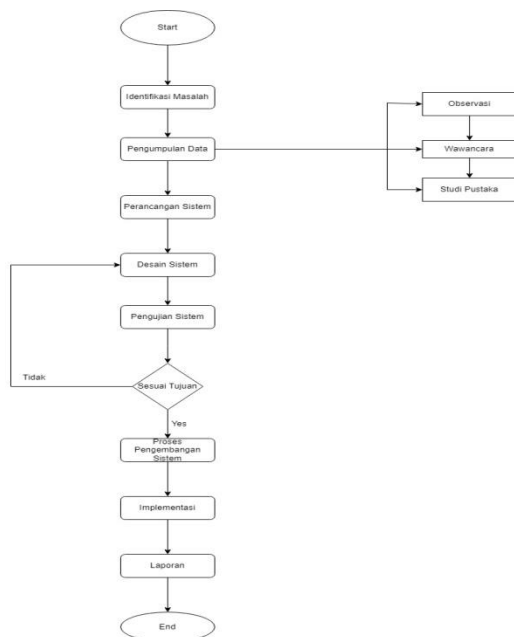 Start
Identifikasi Masalah
Pengumpulan Data
Observasi
Wawancara
Studi Pustaka
Perancangan Sistem
Desain Sistem
Pengujian Sistem
Sesuai Tujuan
Tidak
Yes
Proses
Pengembangan
Sistem
Implementasi
Laporan
End